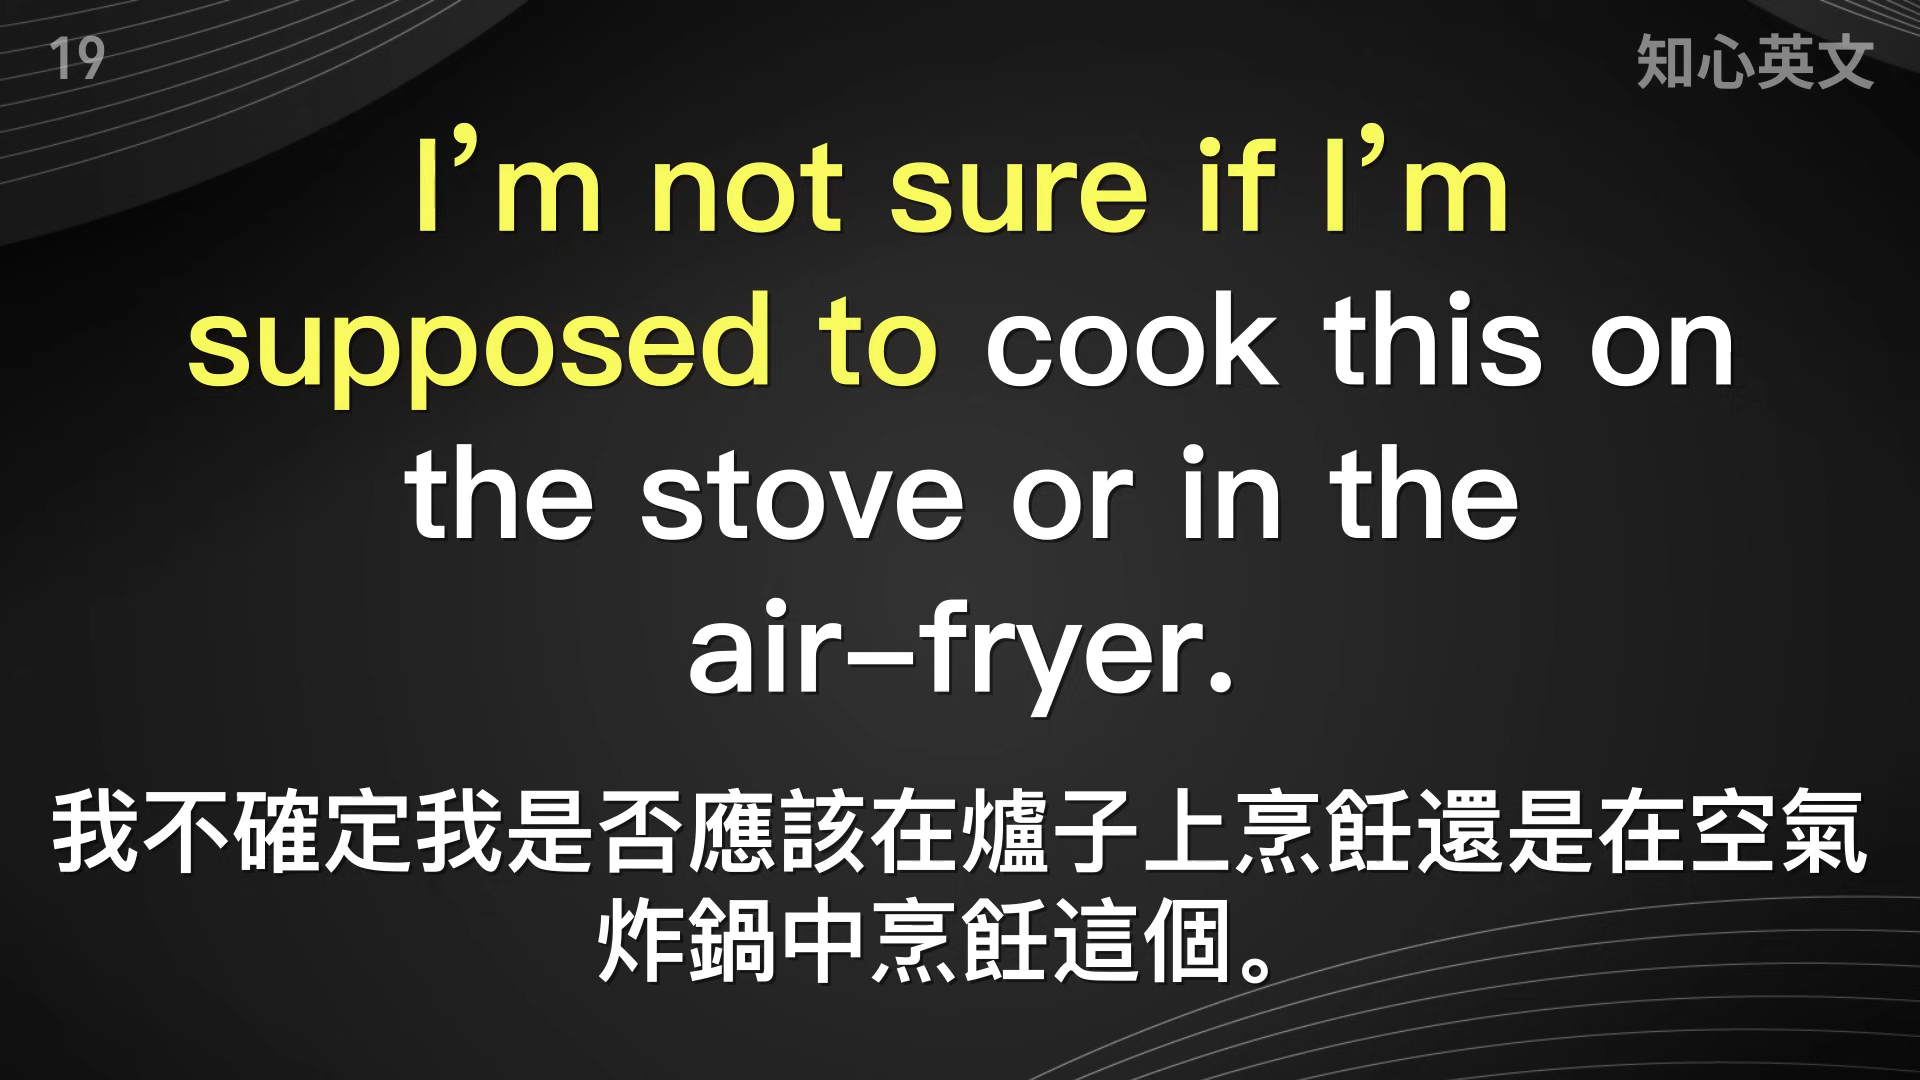 19
知心英文
I’m not sure if I’m
supposed to cook this on
the stove or in the
air-fryer.
我不確定我是否應該在爐子上烹飪還是在空氣
炸鍋中烹飪這個。